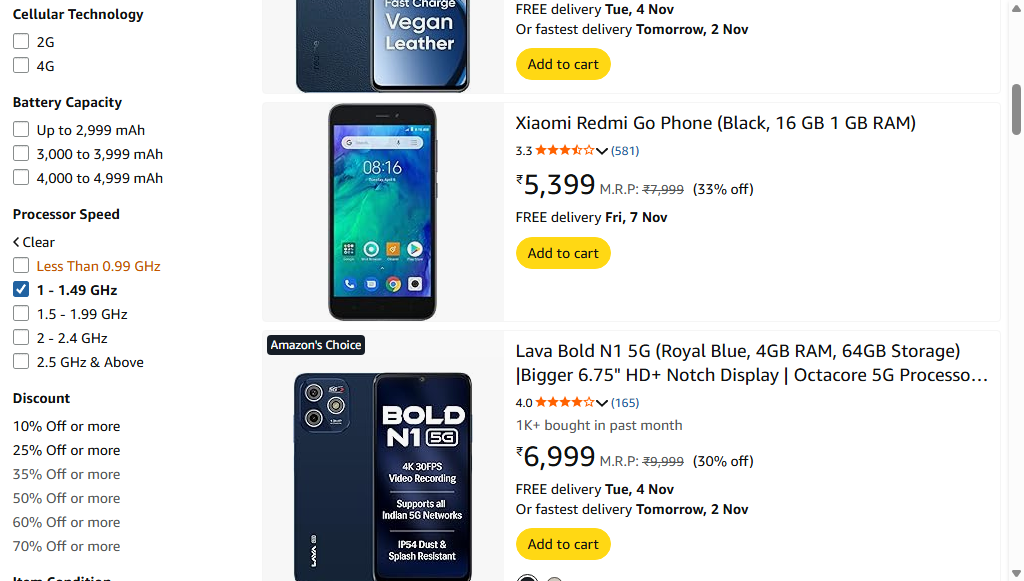 Cellular Technology
2G
4G
Battery Capacity
Up to 2,999 mAh
3,000 to 3,999 mAh
4,000 to 4,999 mAh
Processor Speed
Clear
Less Than 0.99 GHz
1 - 1.49 GHz
1.5 - 1.99 GHz
2 - 2.4 GHz
2.5 GHz & Above
Discount
10% Off or more
25% Off or more
35% Off or more
50% Off or more
60% Off or more
70% Off or more
Item Condition
Fast Charge
Vegan
Leather
FREE delivery Tue, 4 Nov
Or fastest delivery Tomorrow, 2 Nov
Add to cart
08:16
Xiaomi Redmi Go Phone (Black, 16 GB 1 GB RAM)
3.3 (581)
₹5,399 M.R.P: ₹7,999 (33% off)
FREE delivery Fri, 7 Nov
Add to cart
Amazon's Choice
BOLD
N1 5G
4K 30FPS
Video Recording
Supports all
Indian 5G Networks
IP54 Dust &
Splash Resistant
LAVA 5G
Lava Bold N1 5G (Royal Blue, 4GB RAM, 64GB Storage)
|Bigger 6.75" HD+ Notch Display | Octacore 5G Processo…
4.0 (165)
1K+ bought in past month
₹6,999 M.R.P: ₹9,999 (30% off)
FREE delivery Tue, 4 Nov
Or fastest delivery Tomorrow, 2 Nov
Add to cart